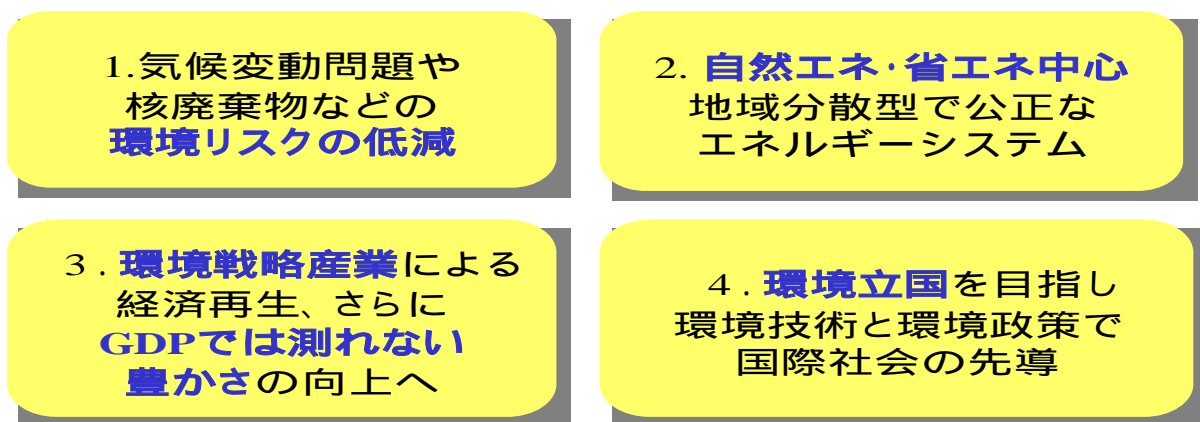 1.気候変動問題や
核廃棄物などの
環境リスクの低減
2. 自然エネ･省エネ中心
地域分散型で公正な
エネルギーシステム
3 . 環境戦略産業による
経済再生、さらに
GDPでは測れない
豊かさの向上へ
4 . 環境立国を目指し
環境技術と環境政策で
国際社会の先導